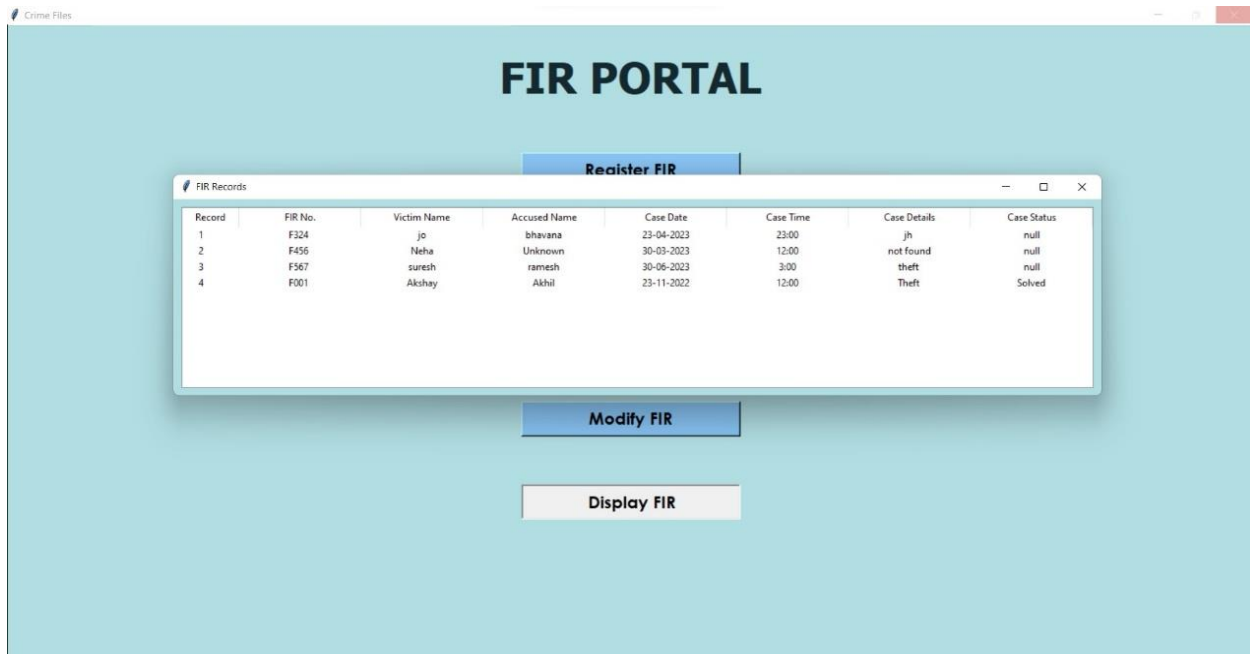 Crime Files
FIR PORTAL
Register FIR
FIR Records
Record FIR No. Victim Name Accused Name Case Date Case Time Case Details Case Status
1 F324 jo bhavana 23-04-2023 23:00 jh null
2 F456 Neha Unknown 30-03-2023 12:00 not found null
3 F567 suresh ramesh 30-06-2023 3:00 theft null
4 F001 Akshay Akhil 23-11-2022 12:00 Theft Solved
Modify FIR
Display FIR